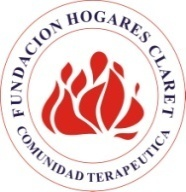 FUNDACION HOGARES CLARET
COMUNIDAD TERAPEUTICA